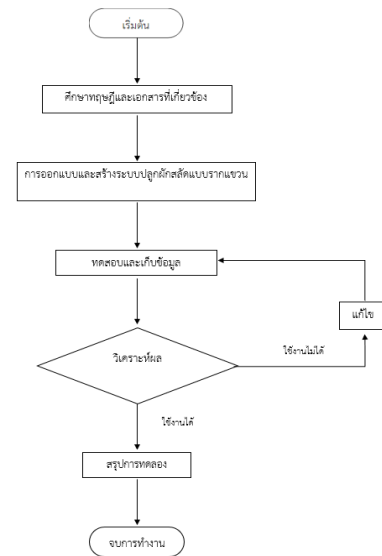 เริ่มต้น
ศึกษาทฤษฎีและเอกสารที่เกี่ยวข้อง
การออกแบบและสร้างระบบปลูกผักสลัดแบบรากแขวน
ทดสอบและเก็บข้อมูล
แก้ไข
วิเคราะห์ผล
ใช้งานไม่ได้
ใช้งานได้
สรุปการทดลอง
จบการทำงาน